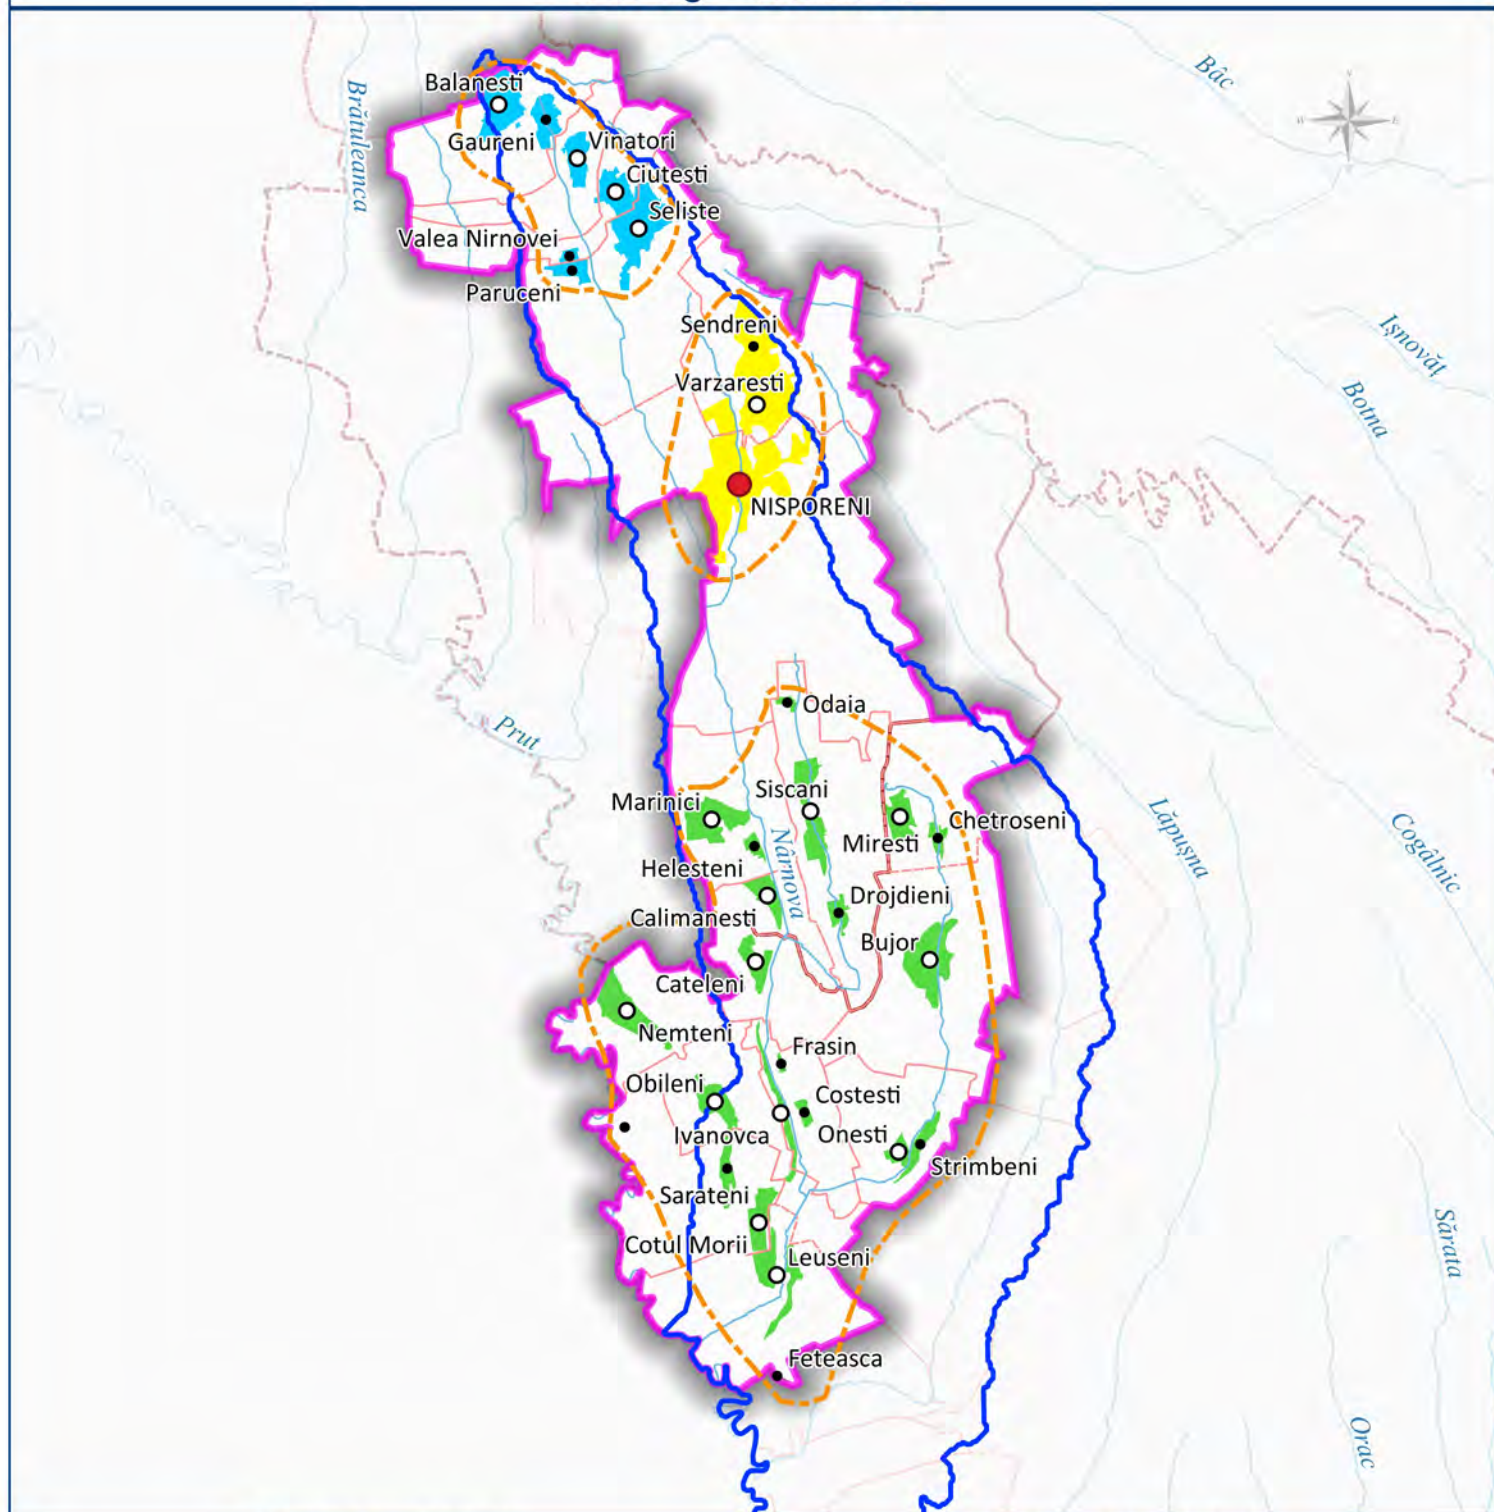 Bâc
Balanesti
Brătuleanca
Gaureni
Vinatori
N
W
E
S
Ciutesti
Seliste
Valea Nirnovei
Paruceni
Sendreni
Işnovăţ
Varzaresti
Botna
NISPORENI
Prut
Odaia
Siscani
Marinici
Lăpuşna
Chetroseni
Cogâlnic
Miresti
Nârnova
Helesteni
Drojdieni
Calimanesti
Bujor
Cateleni
Nemteni
Frasin
Obileni
Costesti
Ivanovca
Onesti
Strimbeni
Sarateni
Sărata
Cotul Morii
Leuseni
Feteasca
Orac